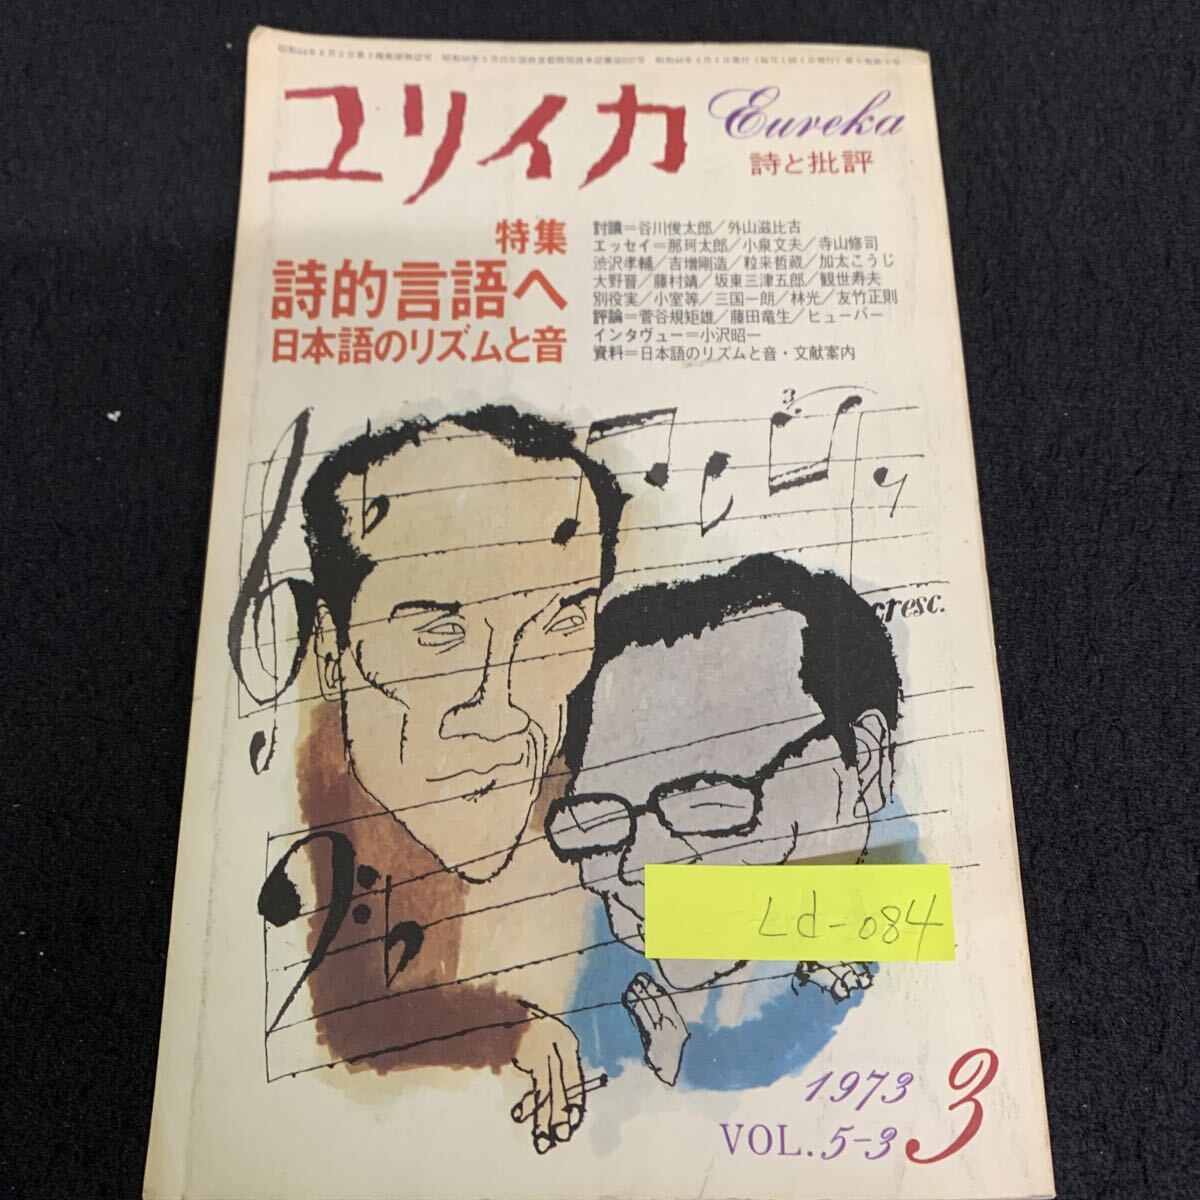 ユリイカ
Eureka
詩と批評
特集
詩的言語へ
日本語のリズムと音
討議＝谷川俊太郎／外山滋比古
エッセイ＝那珂太郎／小泉文夫／寺山修司
渋沢孝輔／吉増剛造／粒来哲蔵／加太こうじ
大野晋／藤村靖／坂東三津五郎／観世寿夫
別役実／小室等／三国一朗／林光／友竹正則
評論＝菅谷規矩雄／藤田竜生／ヒューバー
インタヴュー＝小沢昭一
資料＝日本語のリズムと音・文献案内
3
cresc.
Ld-084
1973 3
VOL. 5-3